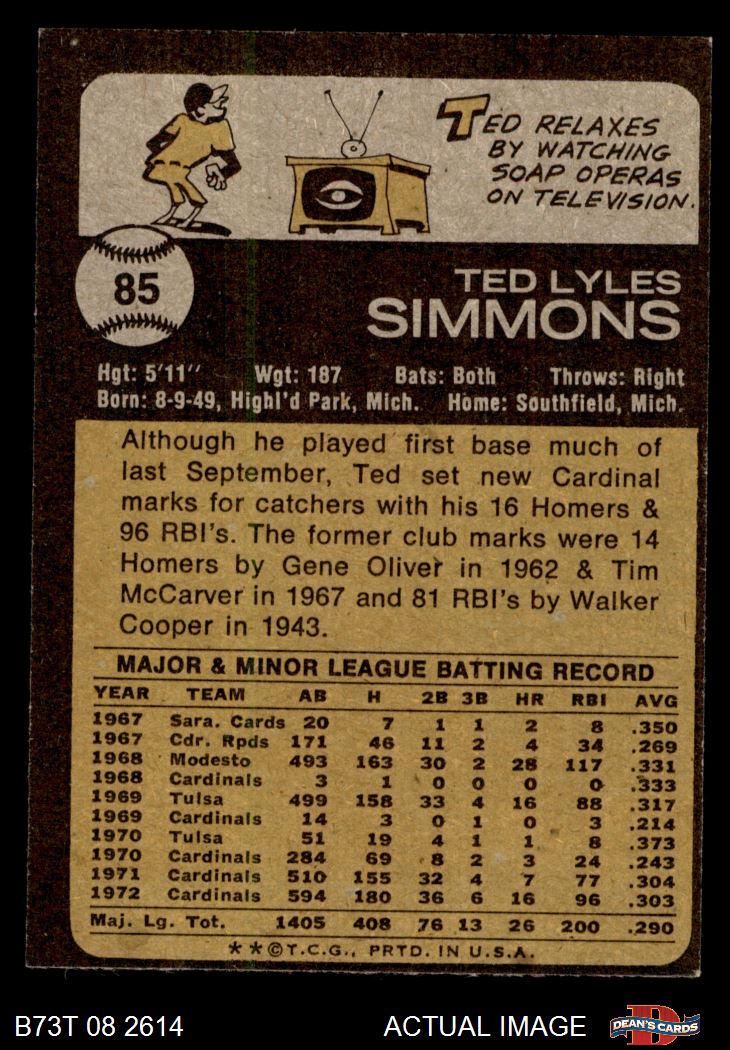 TED RELAXES
BY WATCHING
SOAP OPERAS
ON TELEVISION.
85
TED LYLES
SIMMONS
Hgt: 5'11" Wgt: 187 Bats: Both Throws: Right
Born: 8-9-49, Highl'd Park, Mich. Home: Southfield, Mich.
Although he played first base much of
last September, Ted set new Cardinal
marks for catchers with his 16 Homers &
96 RBI's. The former club marks were 14
Homers by Gene Oliver in 1962 & Tim
McCarver in 1967 and 81 RBI's by Walker
Cooper in 1943.
MAJOR & MINOR LEAGUE BATTING RECORD
YEAR TEAM AB H 2B 3B HR RBI AVG
1967 Sara. Cards 20 7 1 1 2 8 .350
1967 Cdr. Rpds 171 46 11 2 4 34 .269
1968 Modesto 493 163 30 2 28 117 .331
1968 Cardinals 3 1 0 0 0 0 .333
1969 Tulsa 499 158 33 4 16 88 .317
1969 Cardinals 14 3 0 1 0 3 .214
1970 Tulsa 51 19 4 1 1 8 .373
1970 Cardinals 284 69 8 2 3 24 .243
1971 Cardinals 510 155 32 4 7 77 .304
1972 Cardinals 594 180 36 6 16 96 .303
Maj. Lg. Tot. 1405 408 76 13 26 200 .290
**©T.C.G., PRTD. IN U.S.A.
B73T 08 2614 ACTUAL IMAGE DEAN'S CARDS